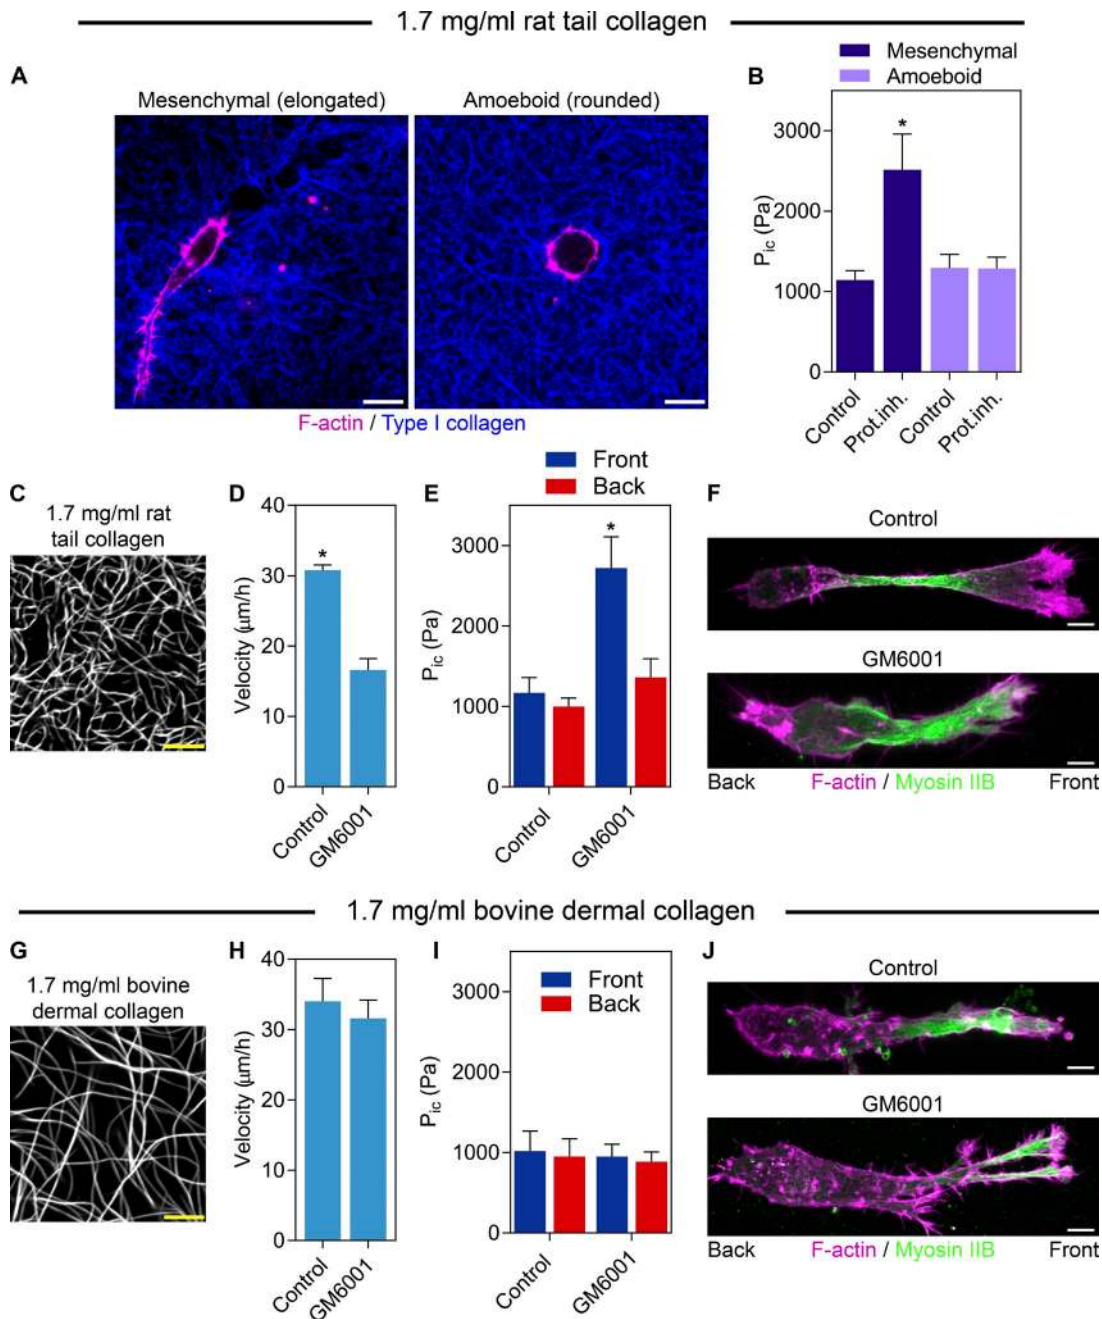 1.7 mg/ml rat tail collagen
A
Mesenchymal (elongated)
Amoeboid (rounded)
F-actin / Type I collagen
B
Mesenchymal
Amoeboid
Pic (Pa)
3000
2000
1000
0
*
Control
Prot.inh.
Control
Prot.inh.
C
1.7 mg/ml rat
tail collagen
D
Velocity (μm/h)
40
30
20
10
0
*
Control
GM6001
E
Front
Back
Pic (Pa)
3000
2000
1000
0
*
Control
GM6001
F
Control
GM6001
Back F-actin / Myosin IIB Front
1.7 mg/ml bovine dermal collagen
G
1.7 mg/ml bovine
dermal collagen
H
Velocity (μm/h)
40
30
20
10
0
Control
GM6001
I
Front
Back
Pic (Pa)
3000
2000
1000
0
Control
GM6001
J
Control
GM6001
Back F-actin / Myosin IIB Front